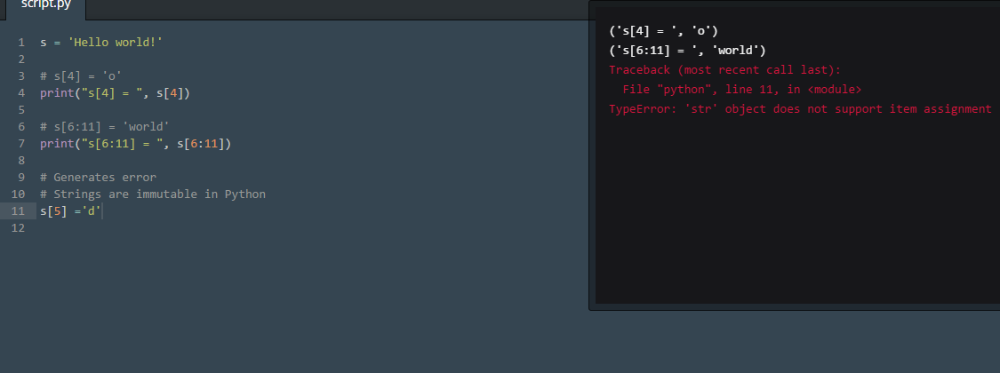 script.py
1 s = 'Hello world!'
2
3 # s[4] = 'o'
4 print("s[4] = ", s[4])
5
6 # s[6:11] = 'world'
7 print("s[6:11] = ", s[6:11])
8
9 # Generates error
10 # Strings are immutable in Python
11 s[5] ='d'
12
('s[4] = ', 'o')
('s[6:11] = ', 'world')
Traceback (most recent call last):
  File "python", line 11, in <module>
TypeError: 'str' object does not support item assignment